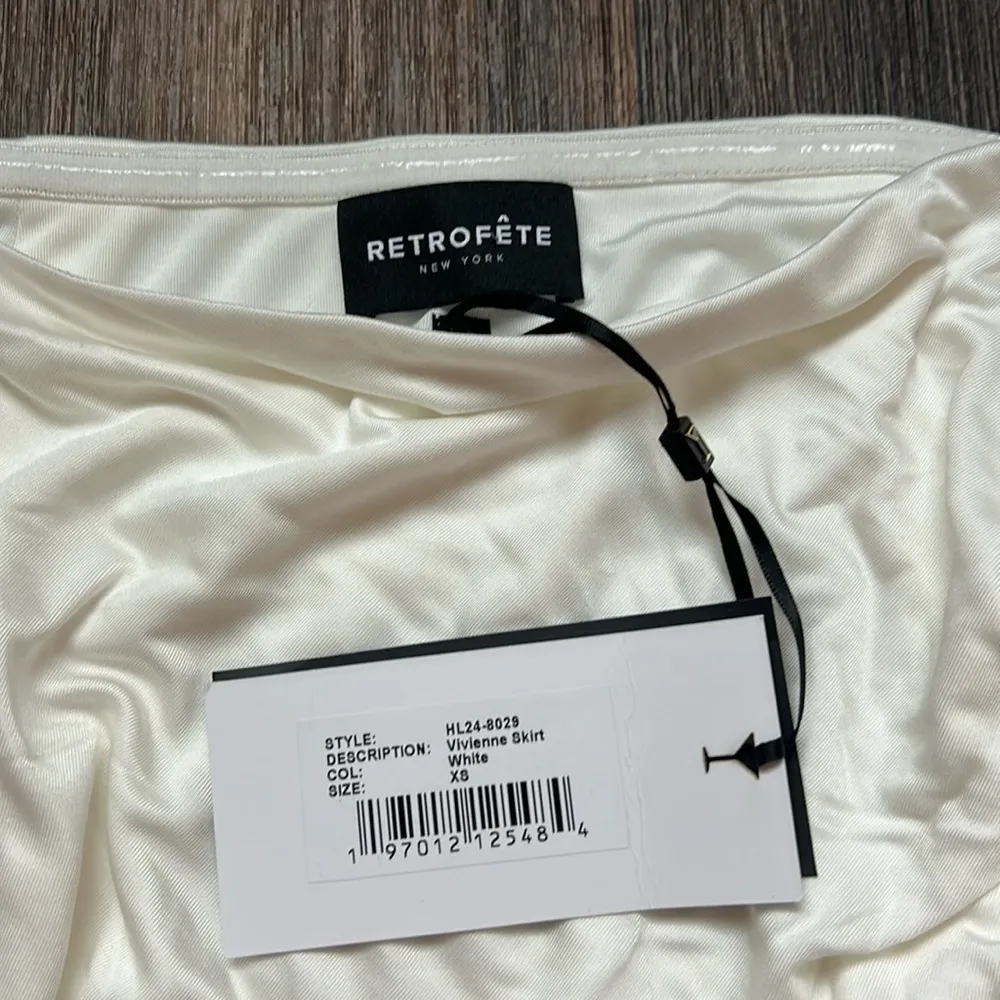 RETROFÊTE
NEW YORK
STYLE: HL24-8029
DESCRIPTION: Vivienne Skirt
COL: White
SIZE: XS
1 97012 12548 4